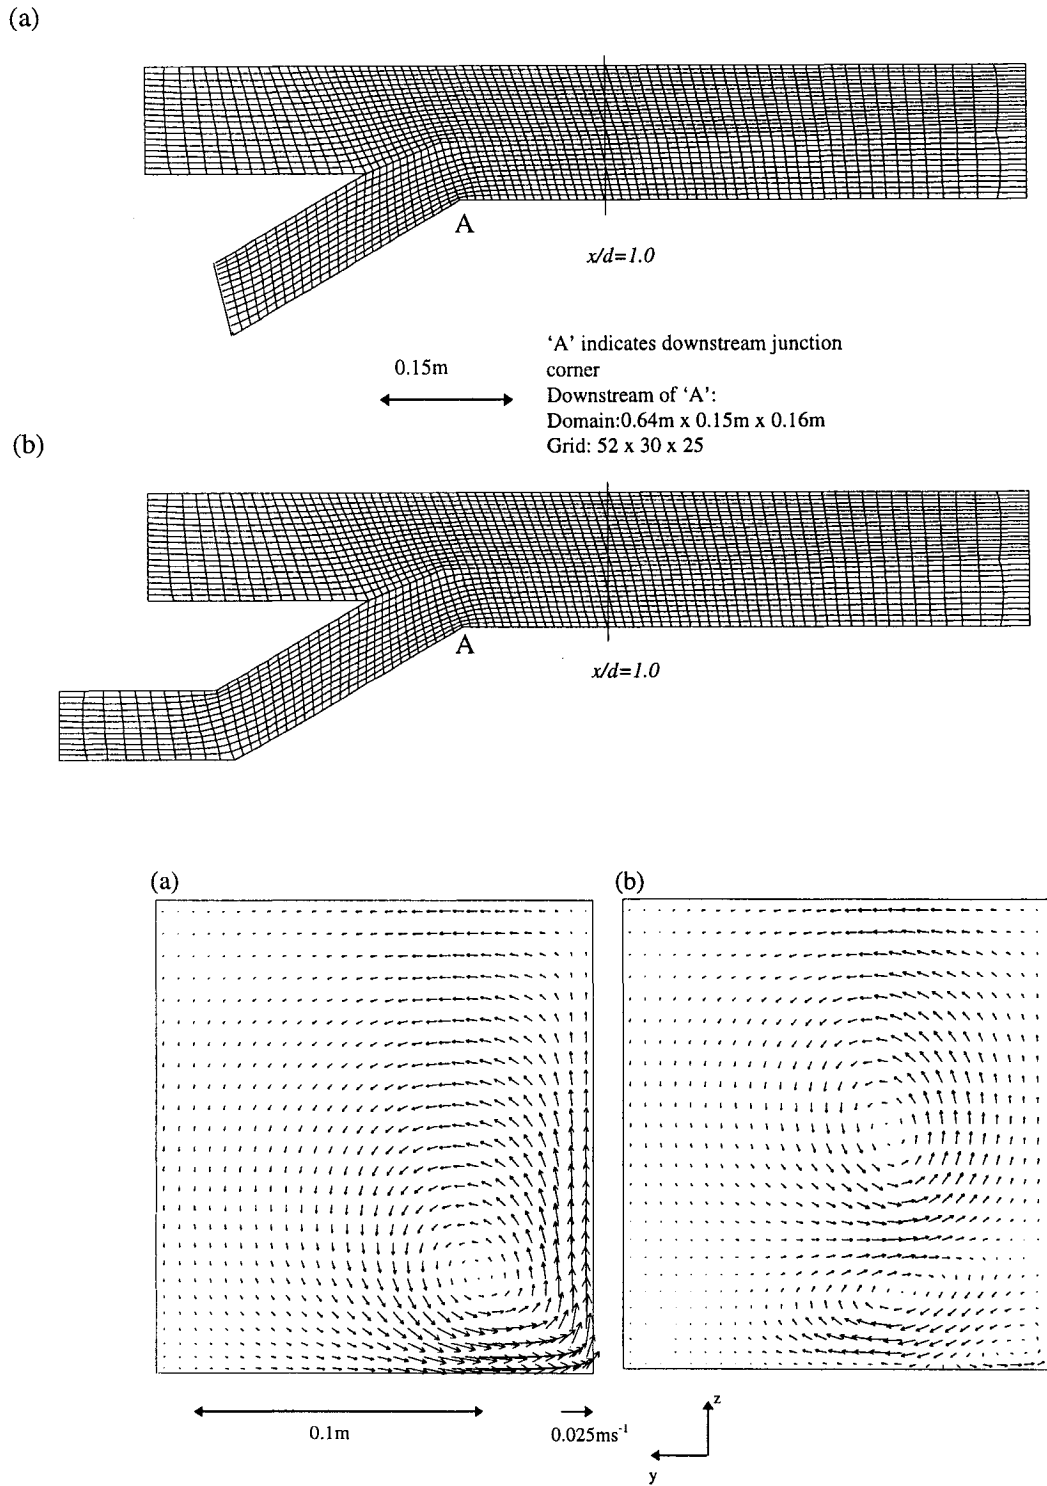 (a)
A
x/d=1.0
0.15m
‘A’ indicates downstream junction
corner
Downstream of ‘A’:
Domain:0.64m x 0.15m x 0.16m
Grid: 52 x 30 x 25
(b)
A
x/d=1.0
(a)
(b)
0.1m
0.025ms⁻¹
z
y